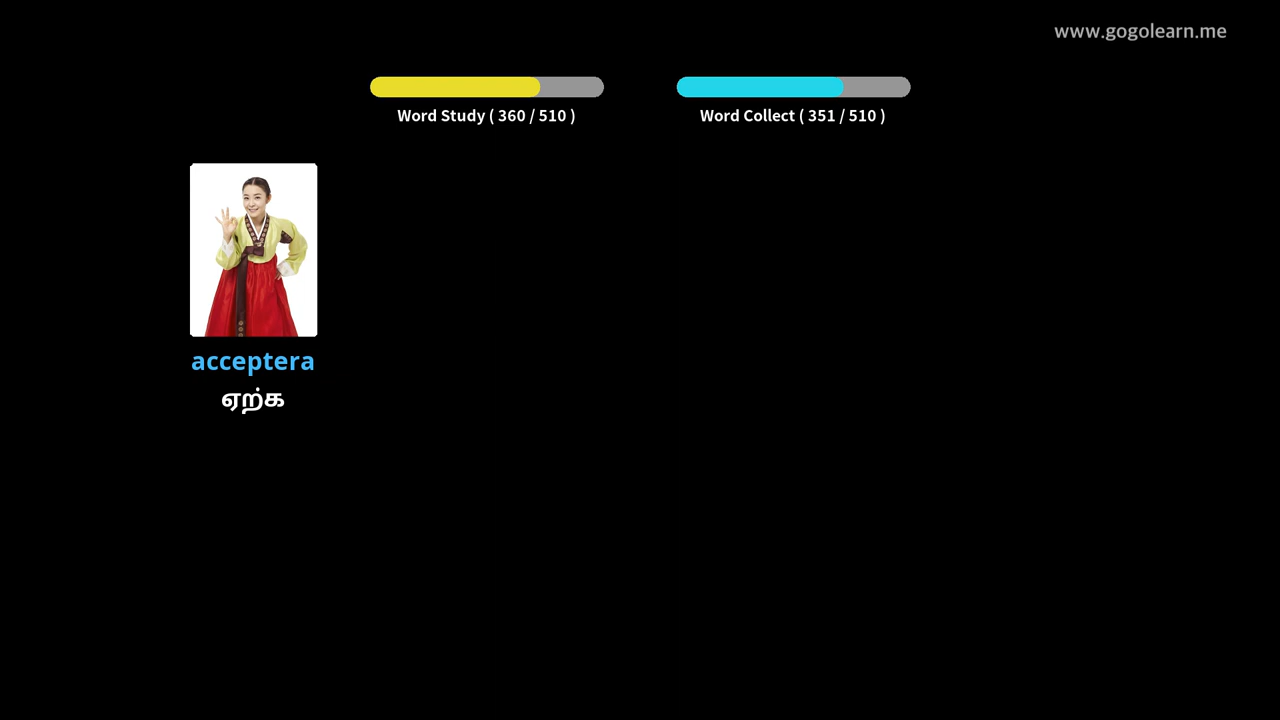 www.gogolearn.me
Word Study ( 360 / 510 )
Word Collect ( 351 / 510 )
acceptera
ஏற்க